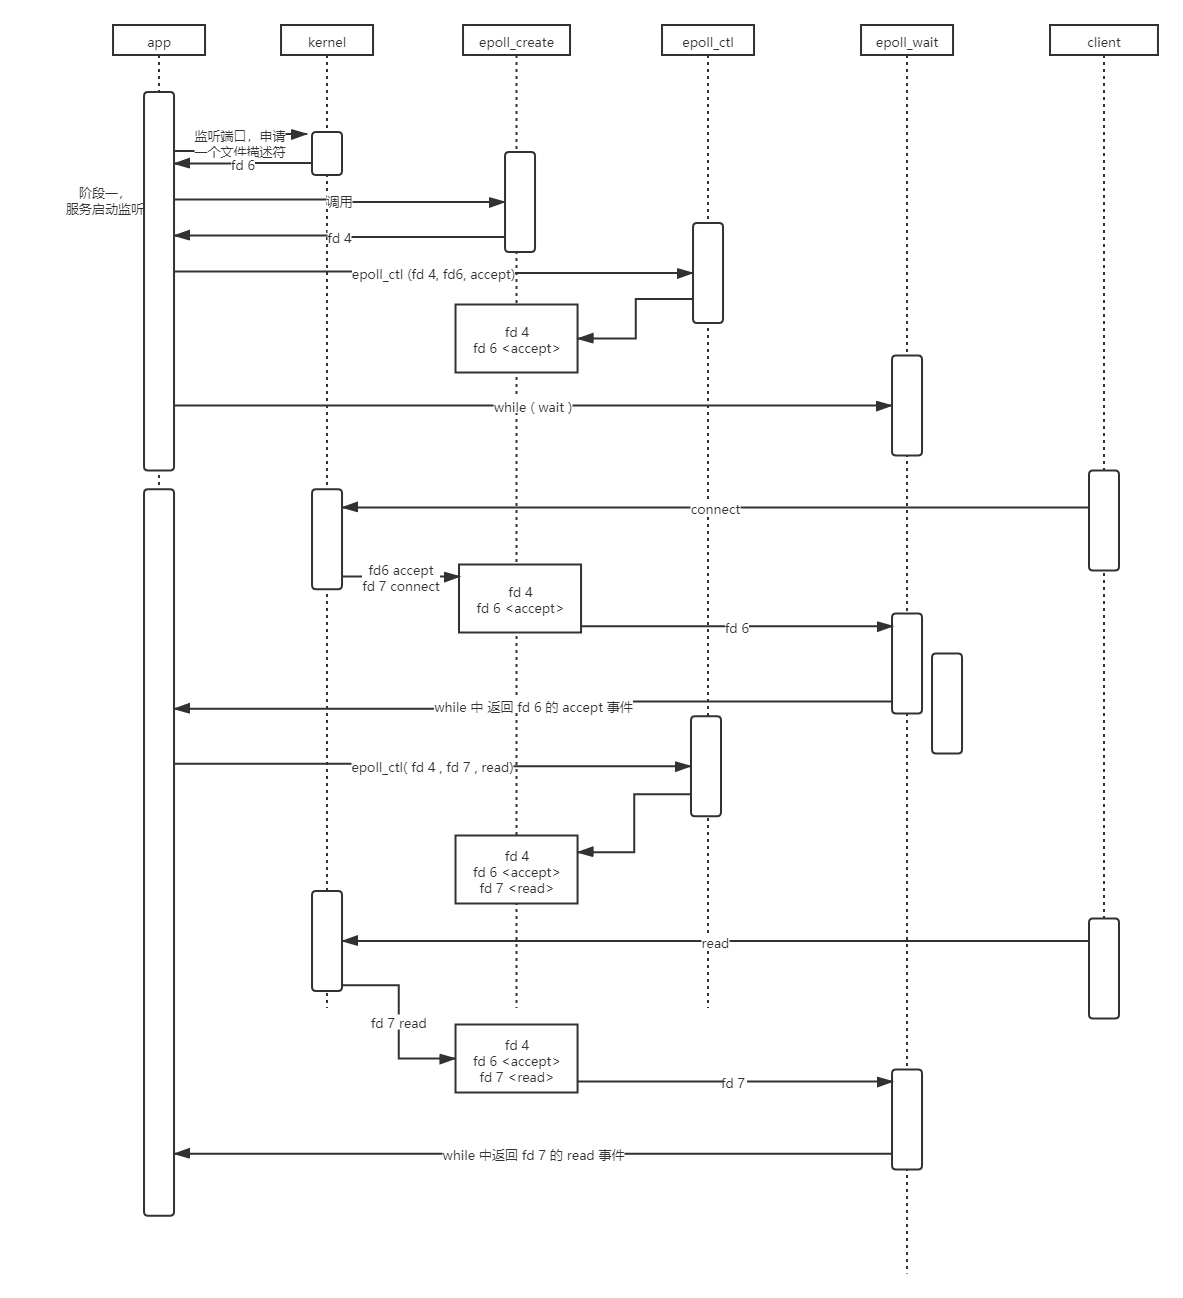 app
kernel
epoll_create
epoll_ctl
epoll_wait
client
监听端口，申请
一个文件描述符
fd 6
阶段一，
服务启动监听
调用
fd 4
epoll_ctl (fd 4, fd6, accept)
fd 4
fd 6 <accept>
while ( wait )
connect
fd6 accept
fd 7 connect
fd 4
fd 6 <accept>
fd 6
while 中 返回 fd 6 的 accept 事件
epoll_ctl( fd 4 , fd 7 , read)
fd 4
fd 6 <accept>
fd 7 <read>
read
fd 7 read
fd 4
fd 6 <accept>
fd 7 <read>
fd 7
while 中返回 fd 7 的 read 事件